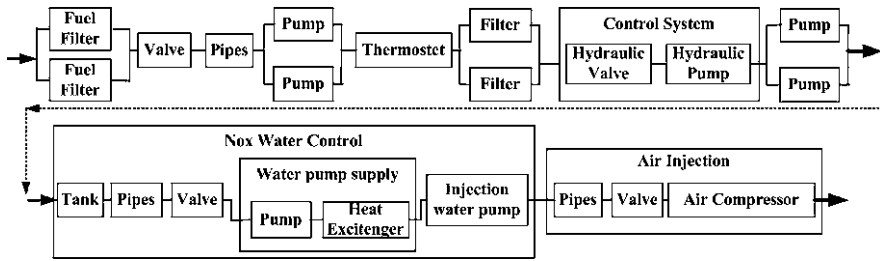 Fuel
Filter
Fuel
Filter
Valve
Pipes
Pump
Pump
Thermostet
Filter
Filter
Control System
Hydraulic
Valve
Hydraulic
Pump
Pump
Pump
Nox Water Control
Tank
Pipes
Valve
Water pump supply
Pump
Heat
Excitenger
Injection
water pump
Air Injection
Pipes
Valve
Air Compressor